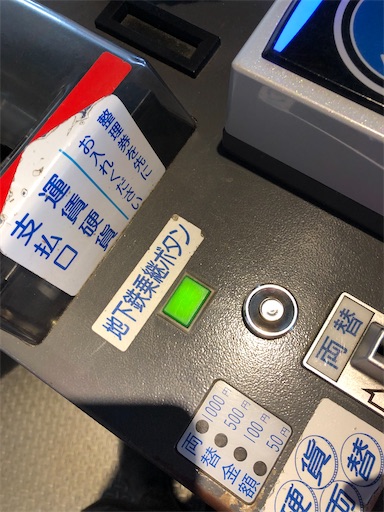 整理券を先に
お入れください
運賃硬貨
支払口
地下鉄乗継ボタン
両替
1000円
500円
100円
50円
両替金額
硬貨
両替